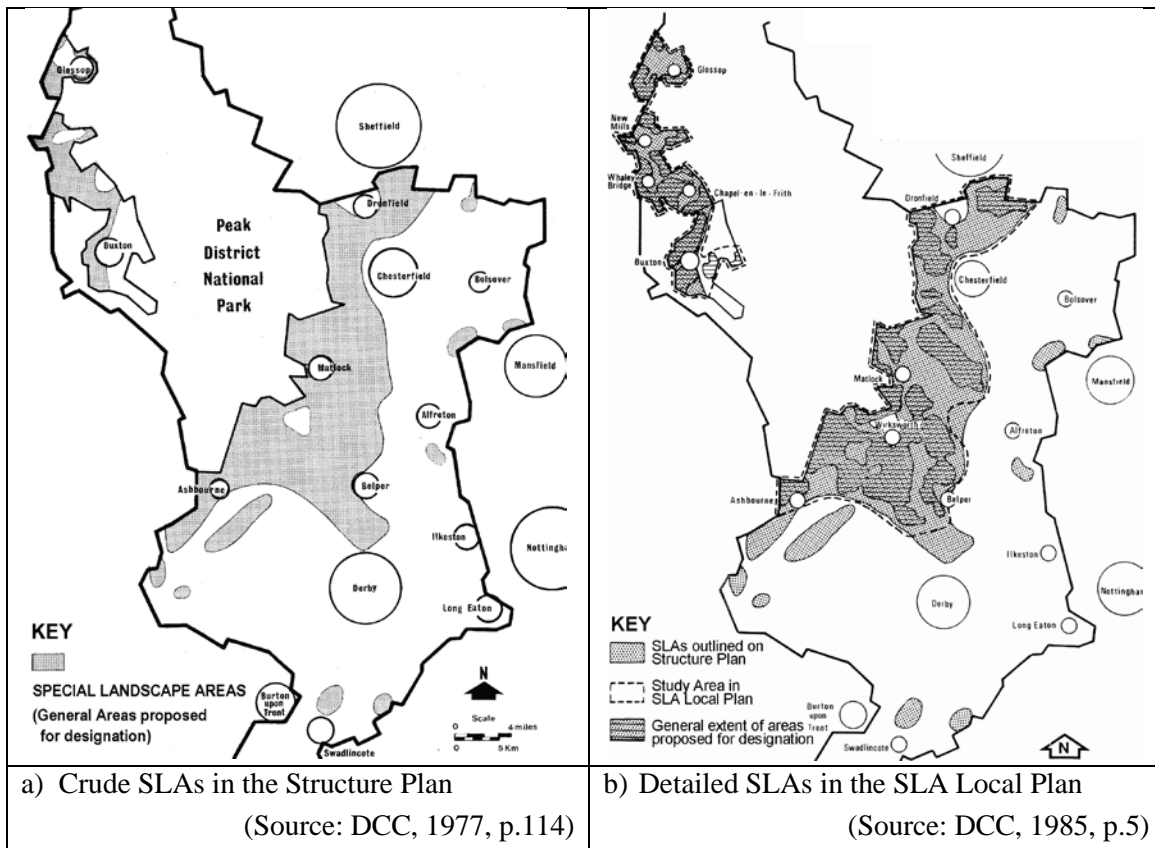 Glossop
Sheffield
Dronfield
Peak
District
National
Park
Buxton
Chesterfield
Bolsover
Matlock
Mansfield
Alfreton
Ashbourne
Belper
Ilkeston
Nottingha
Derby
Long Eaton
KEY
SPECIAL LANDSCAPE AREAS
(General Areas proposed
for designation)
Burton
upon
Trent
Swadlincote
N
0 Scale 4 miles
0 5 Km
a) Crude SLAs in the Structure Plan
(Source: DCC, 1977, p.114)
Glossop
New
Mills
Whaley
Bridge
Chapel-en-le-Frith
Sheffield
Dronfield
Buxton
Chesterfield
Bolsover
Matlock
Mansfield
Wirksworth
Alfreton
Ashbourne
Belper
Ilkeston
Nottingham
Derby
Long Eaton
KEY
SLAs outlined on
Structure Plan
Study Area in
SLA Local Plan
General extent of areas
proposed for designation
Burton
upon
Trent
Swadlincote
N
b) Detailed SLAs in the SLA Local Plan
(Source: DCC, 1985, p.5)